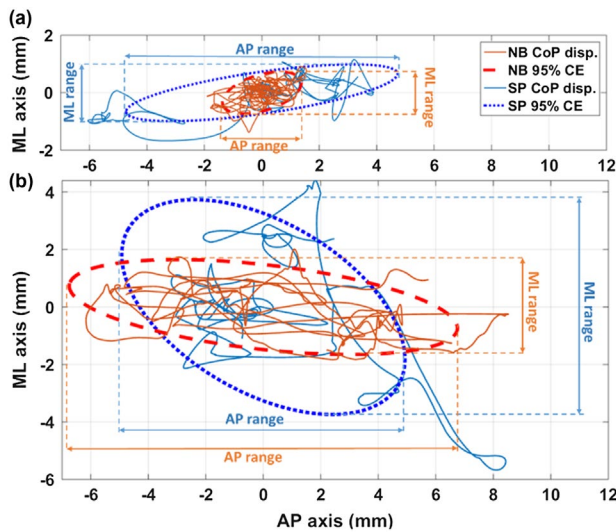 (a)
ML axis (mm)
2
0
-2
ML range
AP range
AP range
ML range
NB CoP disp.
NB 95% CE
SP CoP disp.
SP 95% CE
-6 -4 -2 0 2 4 6 8 10 12
(b)
ML axis (mm)
4
2
0
-2
-4
-6
ML range
ML range
AP range
AP range
-6 -4 -2 0 2 4 6 8 10 12
AP axis (mm)